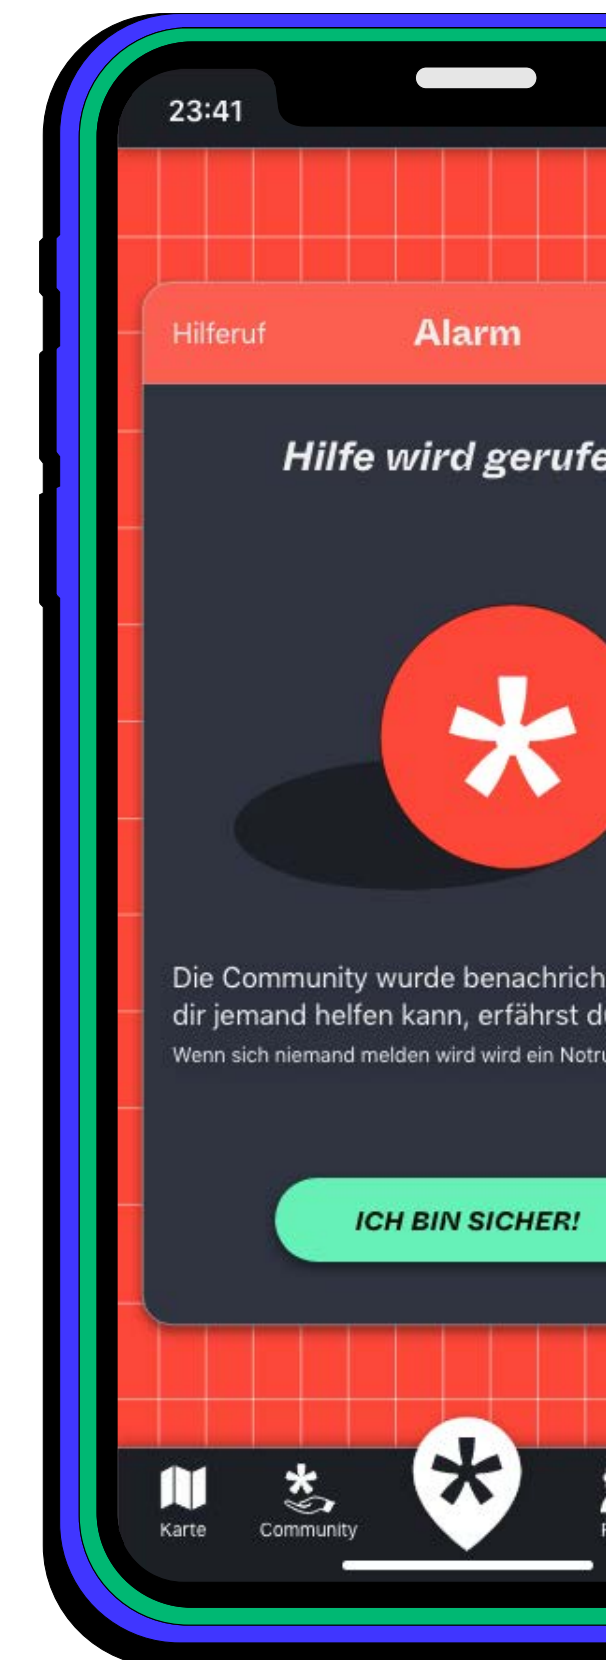 23:41
Hilferuf Alarm
Hilfe wird gerufe
Die Community wurde benachrich
dir jemand helfen kann, erfährst du
Wenn sich niemand melden wird wird ein Notru
ICH BIN SICHER!
Karte Community